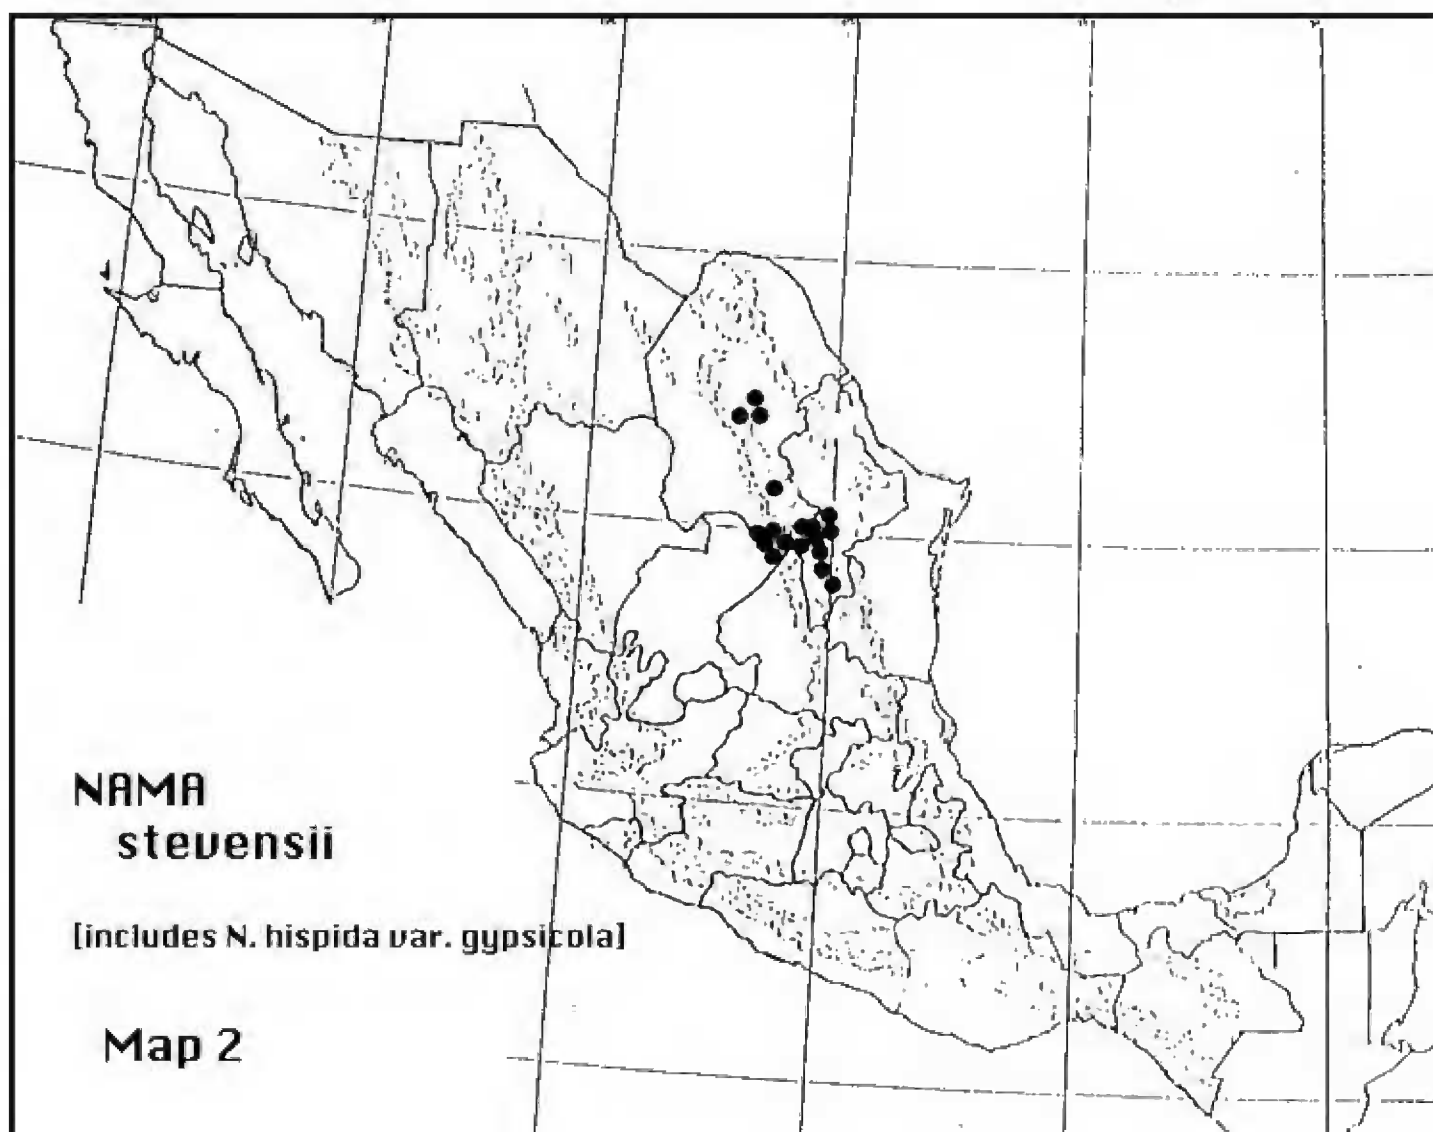 NAMA
stevensii
[includes N. hispida var. gypsicola]
Map 2